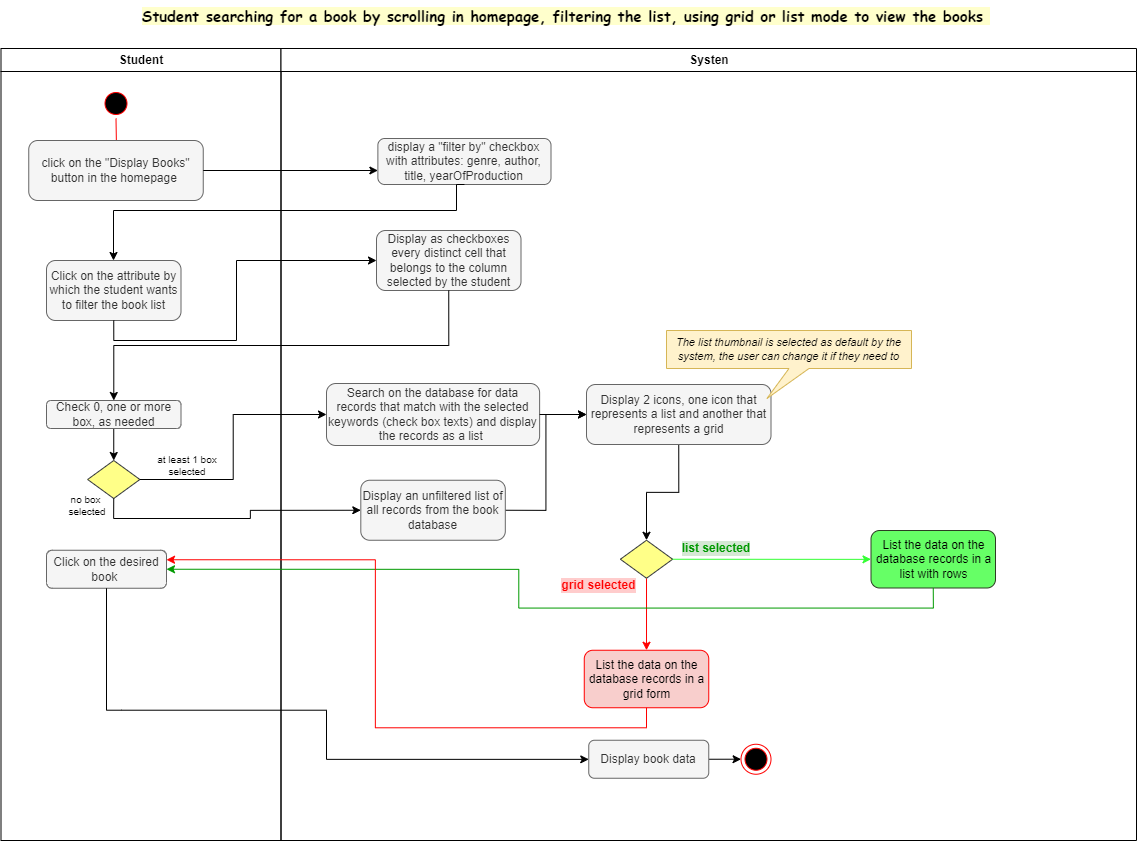 Student searching for a book by scrolling in homepage, filtering the list, using grid or list mode to view the books
Student
Systen
click on the "Display Books"
button in the homepage
display a "filter by" checkbox
with attributes: genre, author,
title, yearOfProduction
Click on the attribute by
which the student wants
to filter the book list
Display as checkboxes
every distinct cell that
belongs to the column
selected by the student
The list thumbnail is selected as default by the
system, the user can change it if they need to
Check 0, one or more
box, as needed
Search on the database for data
records that match with the selected
keywords (check box texts) and display
the records as a list
Display 2 icons, one icon that
represents a list and another that
represents a grid
at least 1 box
selected
no box
selected
Display an unfiltered list of
all records from the book
database
Click on the desired
book
list selected
List the data on the
database records in a
list with rows
grid selected
List the data on the
database records in a
grid form
Display book data